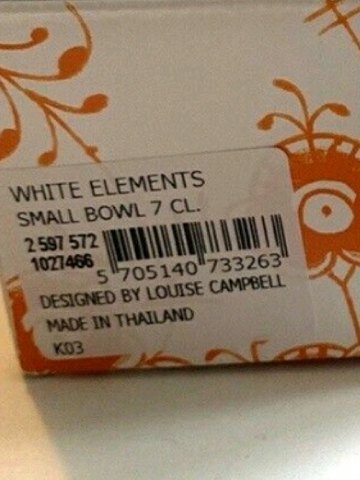 WHITE ELEMENTS
SMALL BOWL 7 CL.
2 597 572
1027466
5 705140 733263
DESIGNED BY LOUISE CAMPBELL
MADE IN THAILAND
K03